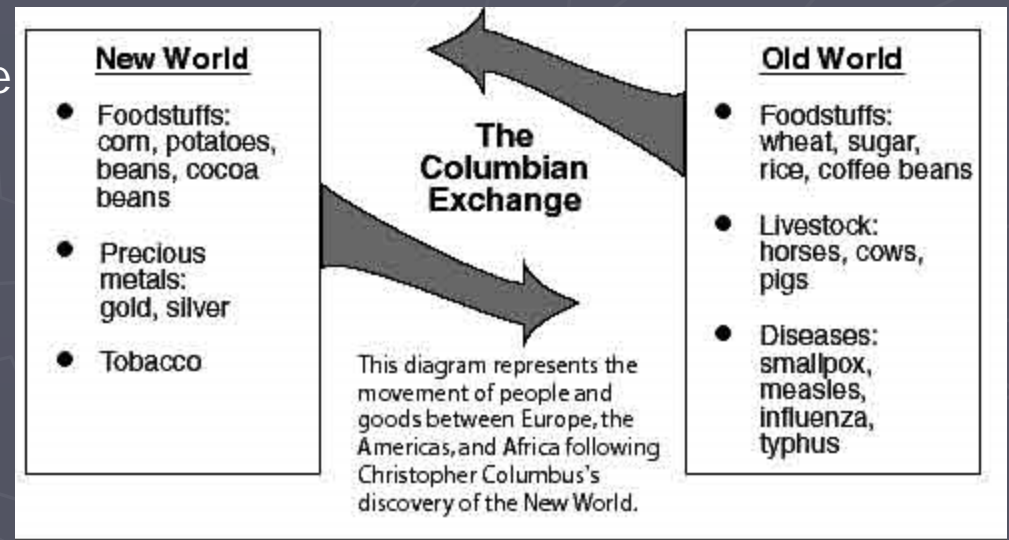 e
New World
• Foodstuffs:
corn, potatoes,
beans, cocoa
beans
• Precious
metals:
gold, silver
• Tobacco
The
Columbian
Exchange
This diagram represents the
movement of people and
goods between Europe, the
Americas, and Africa following
Christopher Columbus's
discovery of the New World.
Old World
• Foodstuffs:
wheat, sugar,
rice, coffee beans
• Livestock:
horses, cows,
pigs
• Diseases:
smallpox,
measles,
influenza,
typhus